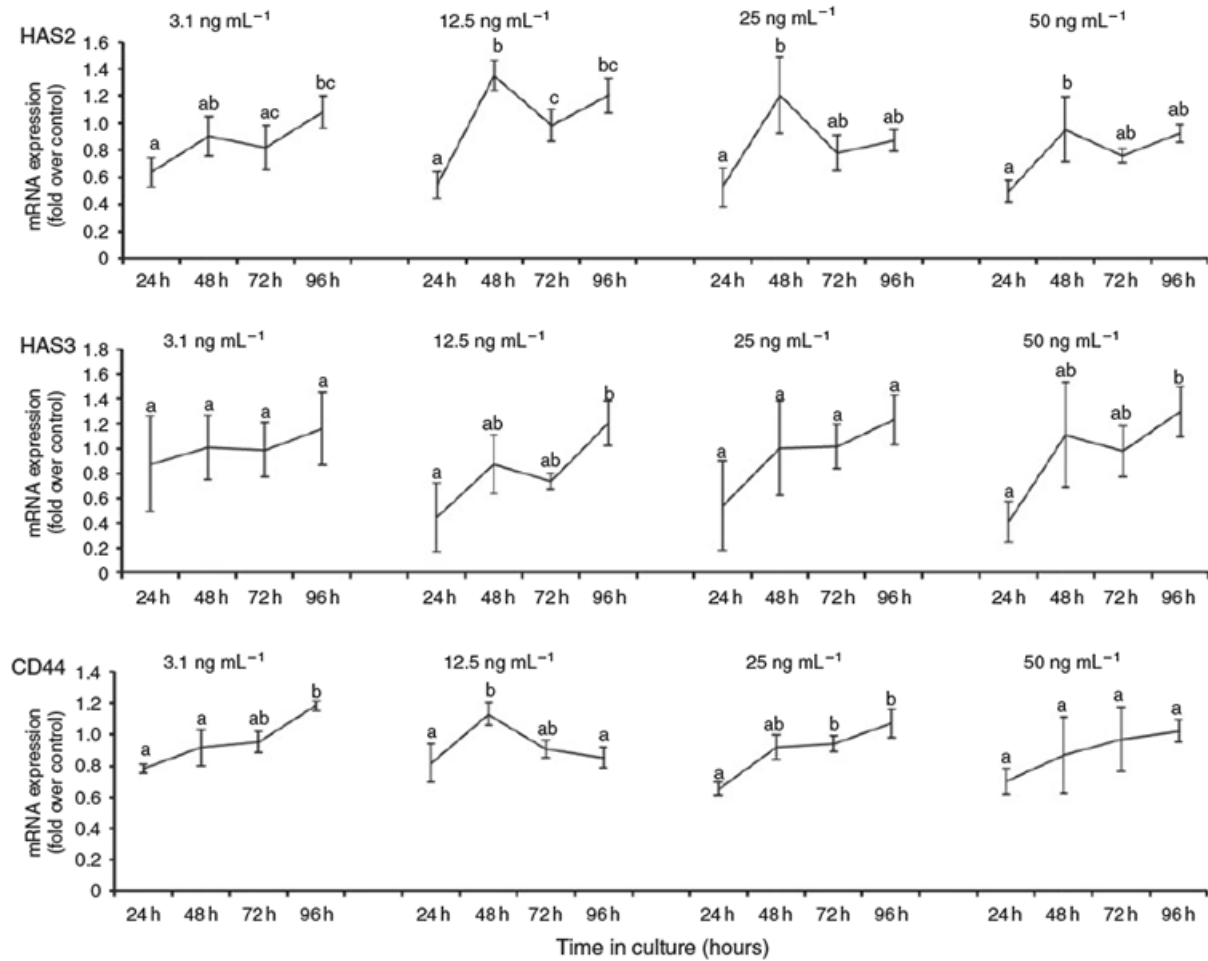 3.1 ng mL⁻¹ 12.5 ng mL⁻¹ 25 ng mL⁻¹ 50 ng mL⁻¹
HAS2
mRNA expression
(fold over control)
1.6
1.4
1.2
1.0
0.8
0.6
0.4
0.2
0
a ab ac bc
a b c bc
a b ab ab
a b ab ab
24 h 48 h 72 h 96 h 24 h 48 h 72 h 96 h 24 h 48 h 72 h 96 h 24 h 48 h 72 h 96 h
HAS3
3.1 ng mL⁻¹ 12.5 ng mL⁻¹ 25 ng mL⁻¹ 50 ng mL⁻¹
mRNA expression
(fold over control)
1.8
1.6
1.4
1.2
1.0
0.8
0.6
0.4
0.2
0
a a a a
a ab ab b
a a a a
a ab ab b
24 h 48 h 72 h 96 h 24 h 48 h 72 h 96 h 24 h 48 h 72 h 96 h 24 h 48 h 72 h 96 h
CD44
3.1 ng mL⁻¹ 12.5 ng mL⁻¹ 25 ng mL⁻¹ 50 ng mL⁻¹
mRNA expression
(fold over control)
1.4
1.2
1.0
0.8
0.6
0.4
0.2
0
a a ab b
a b ab a
a ab b b
a a a a
24 h 48 h 72 h 96 h 24 h 48 h 72 h 96 h 24 h 48 h 72 h 96 h 24 h 48 h 72 h 96 h
Time in culture (hours)